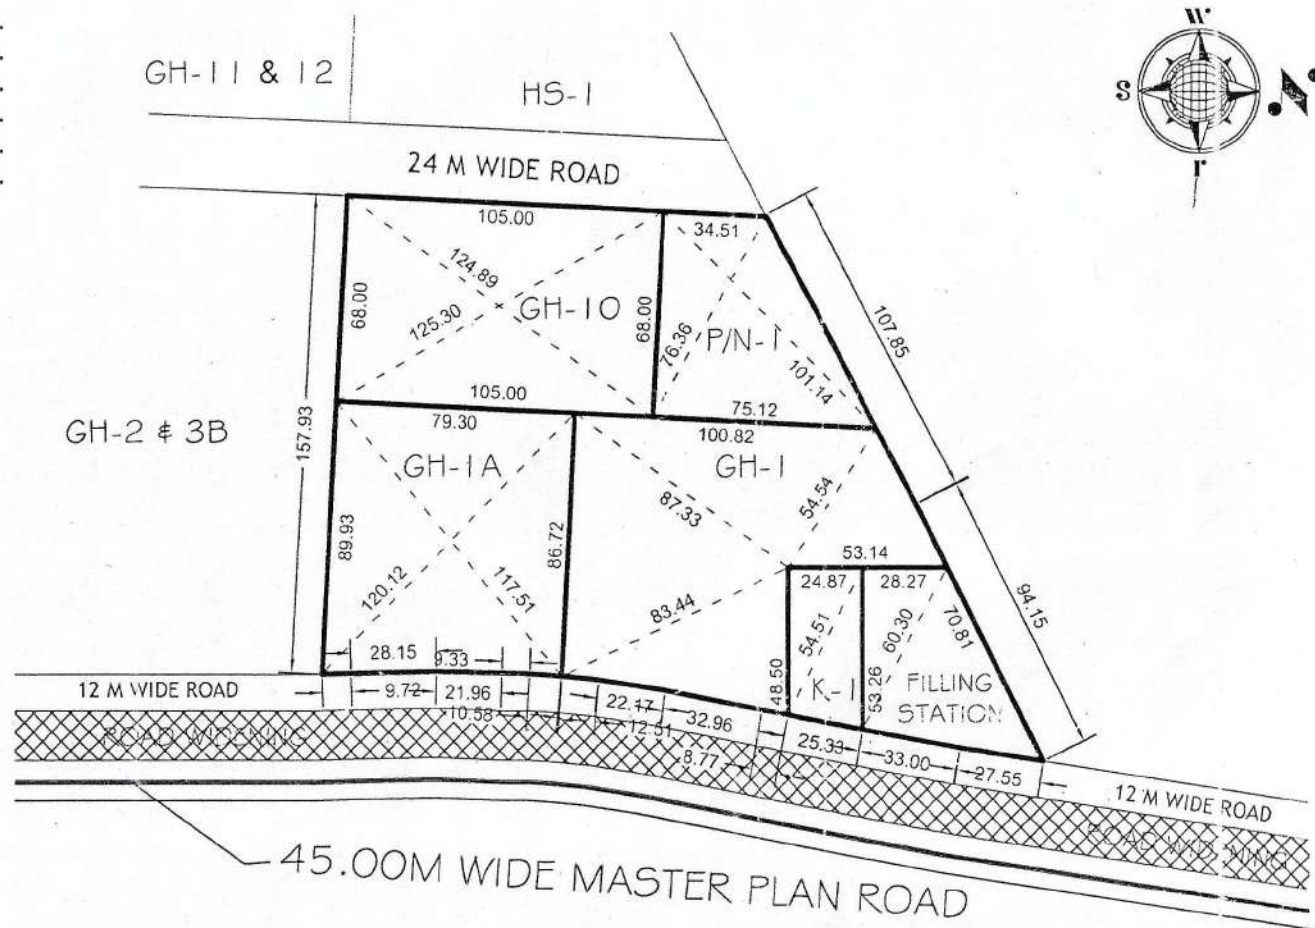 W
S
N
r
GH-11 & 12
HS-1
24 M WIDE ROAD
105.00
34.51
124.89
125.30
68.00
GH-10
68.00
76.36
P/N-1
101.14
107.85
105.00
75.12
79.30
100.82
157.93
GH-2 & 3B
GH-1A
GH-1
89.93
120.12
117.51
86.72
87.33
54.54
83.44
53.14
24.87
28.27
54.51
60.30
70.81
94.15
48.50
K-1
53.26
FILLING
STATION
28.15
9.33
12 M WIDE ROAD
9.72
21.96
10.58
22.17
12.51
32.96
8.77
25.33
33.00
27.55
12 M WIDE ROAD
ROAD WIDENING
ROAD WIDENING
45.00M WIDE MASTER PLAN ROAD